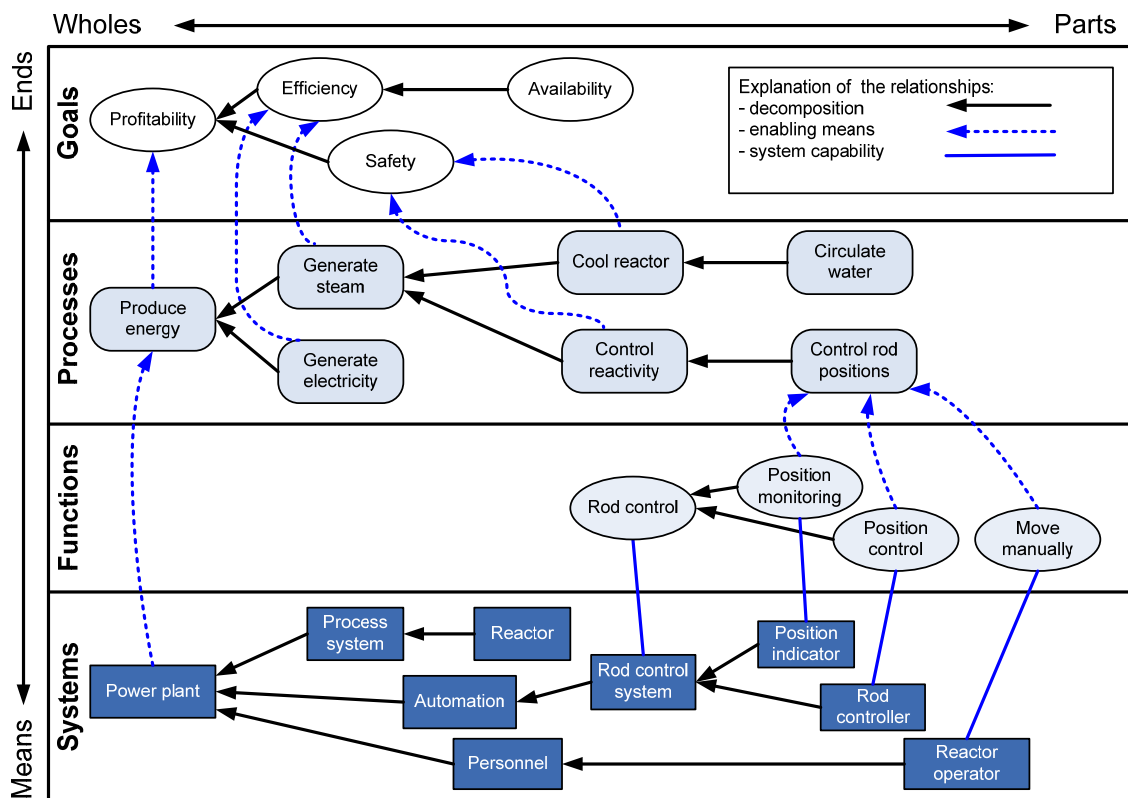 Wholes
Parts
Ends
Means
Goals
Profitability
Efficiency
Availability
Safety
Explanation of the relationships:
- decomposition
- enabling means
- system capability
Processes
Produce
energy
Generate
steam
Generate
electricity
Cool reactor
Circulate
water
Control
reactivity
Control rod
positions
Functions
Rod control
Position
monitoring
Position
control
Move
manually
Systems
Power plant
Process
system
Reactor
Automation
Personnel
Rod control
system
Position
indicator
Rod
controller
Reactor
operator